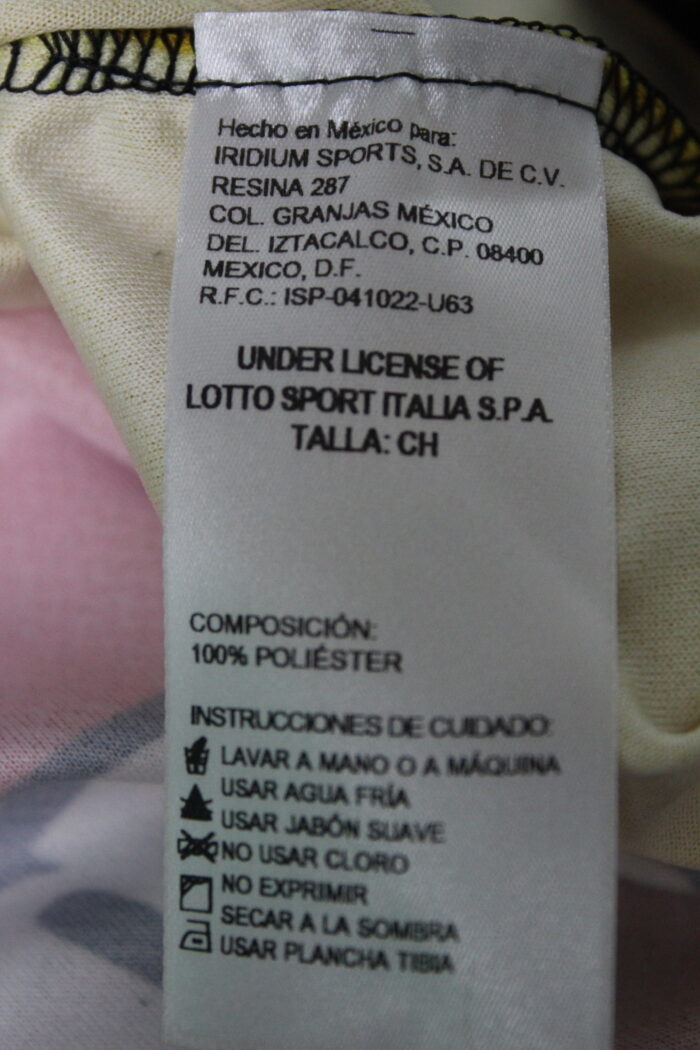 Hecho en México para:
IRIDIUM SPORTS, S.A. DE C.V.
RESINA 287
COL. GRANJAS MÉXICO
DEL. IZTACALCO, C.P. 08400
MEXICO, D.F.
R.F.C.: ISP-041022-U63
UNDER LICENSE OF
LOTTO SPORT ITALIA S.P.A.
TALLA: CH
COMPOSICIÓN:
100% POLIÉSTER
INSTRUCCIONES DE CUIDADO:
LAVAR A MANO O A MÁQUINA
USAR AGUA FRÍA
USAR JABÓN SUAVE
NO USAR CLORO
NO EXPRIMIR
SECAR A LA SOMBRA
USAR PLANCHA TIBIA